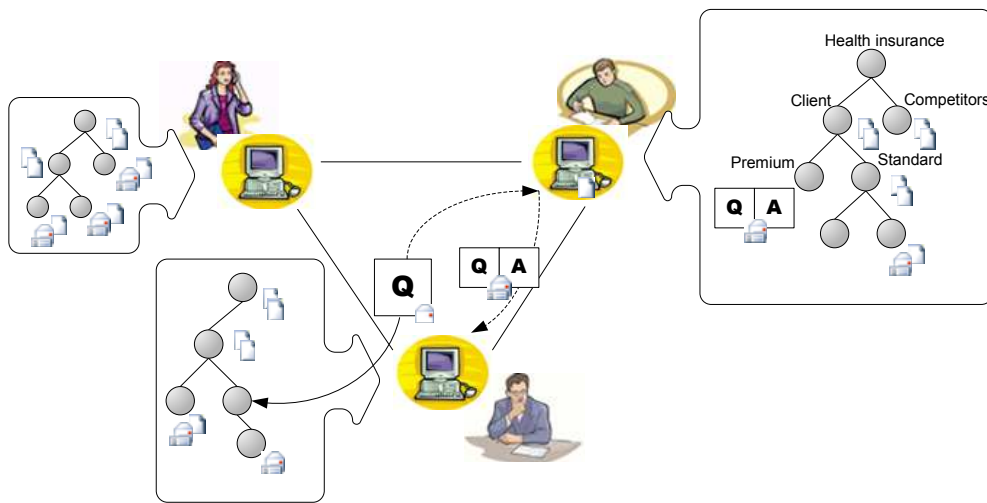 Health insurance
Client
Competitors
Premium
Standard
Q A
Q
Q A